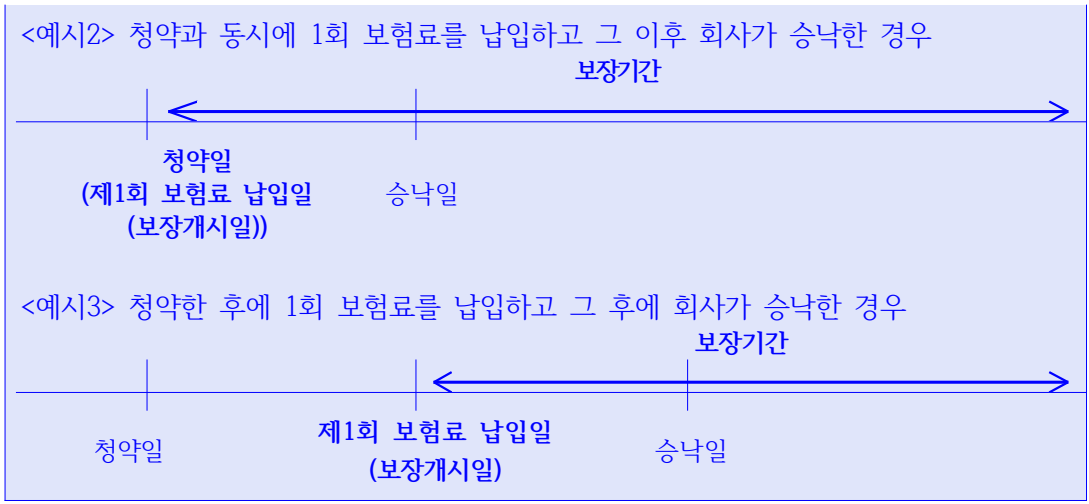 <예시2> 청약과 동시에 1회 보험료를 납입하고 그 이후 회사가 승낙한 경우
보장기간
청약일
(제1회 보험료 납입일
승낙일
(보장개시일))
<예시3> 청약한 후에 1회 보험료를 납입하고 그 후에 회사가 승낙한 경우
보장기간
청약일
제1회 보험료 납입일
(보장개시일)
승낙일